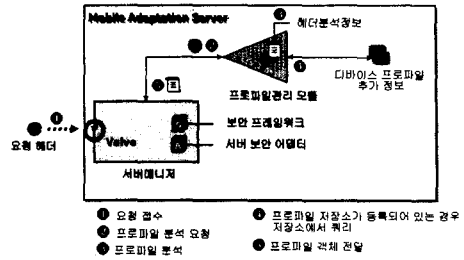 Mobile Adaptation Server
헤더분석정보
프로파일관리 모듈
디바이스 프로파일
추가 정보
요청 헤더
Valve
보안 프레임워크
서버 보안 어댑터
서버매니저
요청 접수
프로파일 분석 요청
프로파일 분석
프로파일 저장소가 등록되어 있는 경우
저장소에서 쿼리
프로파일 객체 전달